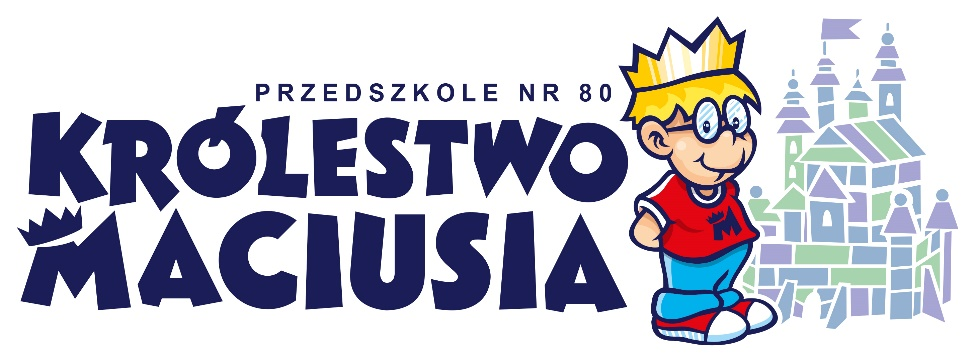 PRZEDSZKOLE NR 80
KRÓLESTWO
MACIUSIA
M